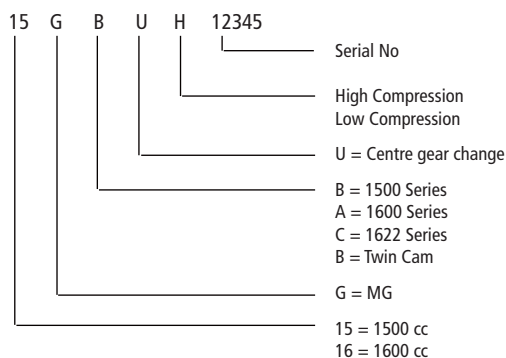 15 G B U H 12345
Serial No
High Compression
Low Compression
U = Centre gear change
B = 1500 Series
A = 1600 Series
C = 1622 Series
B = Twin Cam
G = MG
15 = 1500 cc
16 = 1600 cc